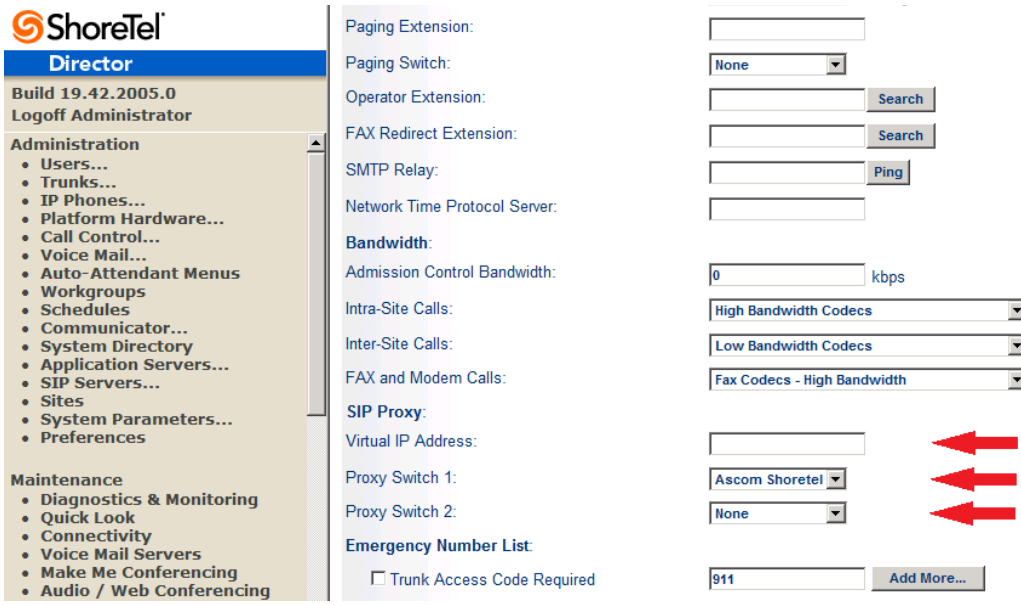 ShoreTel
Director
Build 19.42.2005.0
Logoff Administrator
Administration
• Users...
• Trunks...
• IP Phones...
• Platform Hardware...
• Call Control...
• Voice Mail...
• Auto-Attendant Menus
• Workgroups
• Schedules
• Communicator...
• System Directory
• Application Servers...
• SIP Servers...
• Sites
• System Parameters...
• Preferences
Maintenance
• Diagnostics & Monitoring
• Quick Look
• Connectivity
• Voice Mail Servers
• Make Me Conferencing
• Audio / Web Conferencing
Paging Extension:
Paging Switch: None
Operator Extension: Search
FAX Redirect Extension: Search
SMTP Relay: Ping
Network Time Protocol Server:
Bandwidth:
Admission Control Bandwidth: 0 kbps
Intra-Site Calls: High Bandwidth Codecs
Inter-Site Calls: Low Bandwidth Codecs
FAX and Modem Calls: Fax Codecs - High Bandwidth
SIP Proxy:
Virtual IP Address:
Proxy Switch 1: Ascom Shoretel
Proxy Switch 2: None
Emergency Number List:
Trunk Access Code Required 911 Add More...